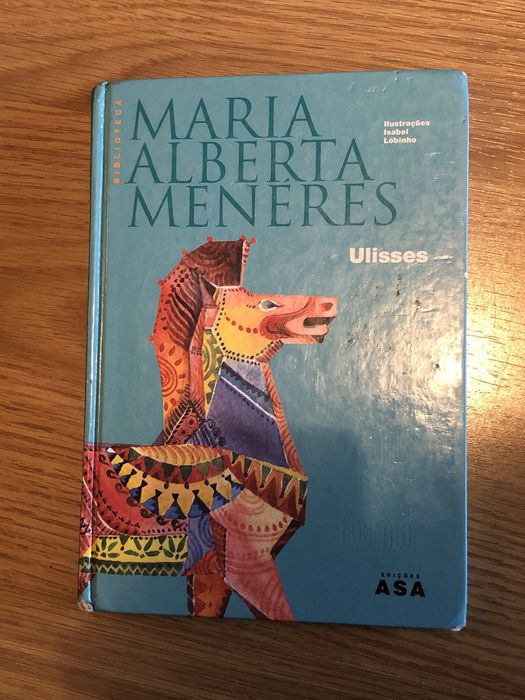 BIBLIOTECA
MARIA
ALBERTA
MENÉRES
Ilustrações
Isabel
Lobinho
Ulisses
EDIÇÕES
ASA